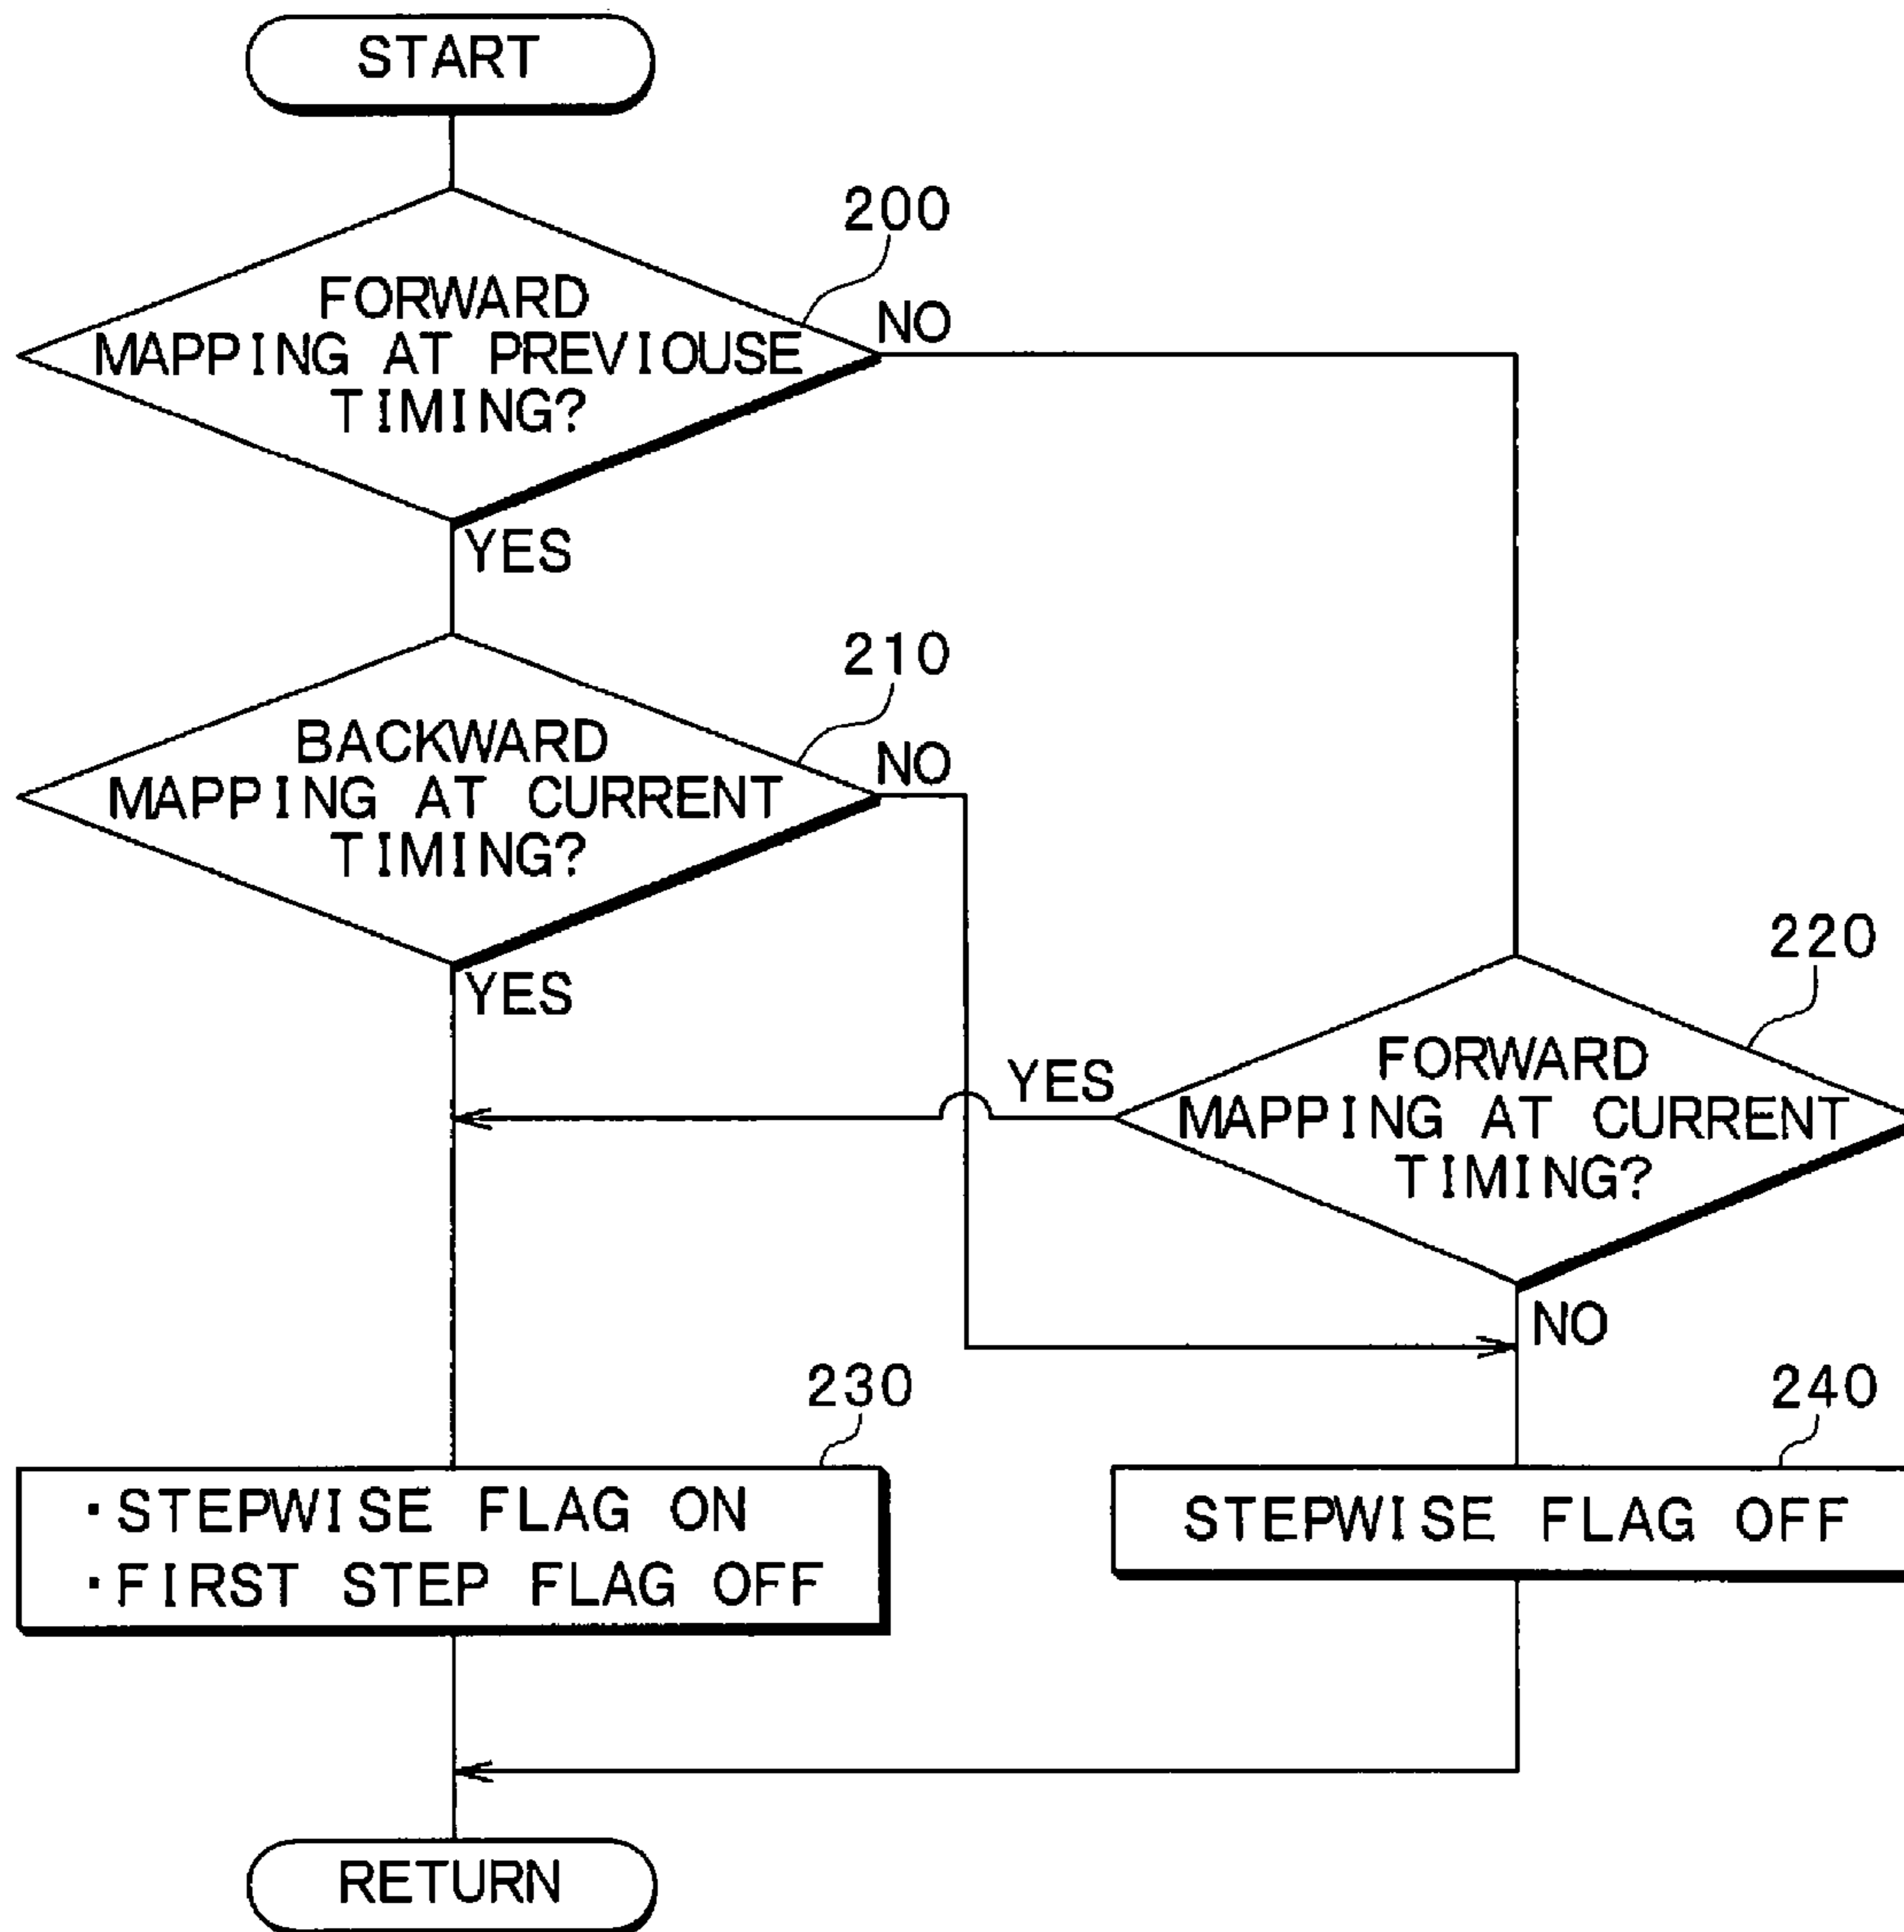 START
200
FORWARD
MAPPING AT PREVIOUSE
TIMING?
NO
YES
210
BACKWARD
MAPPING AT CURRENT
TIMING?
NO
YES
220
FORWARD
MAPPING AT CURRENT
TIMING?
YES
NO
230
·STEPWISE FLAG ON
·FIRST STEP FLAG OFF
240
STEPWISE FLAG OFF
RETURN